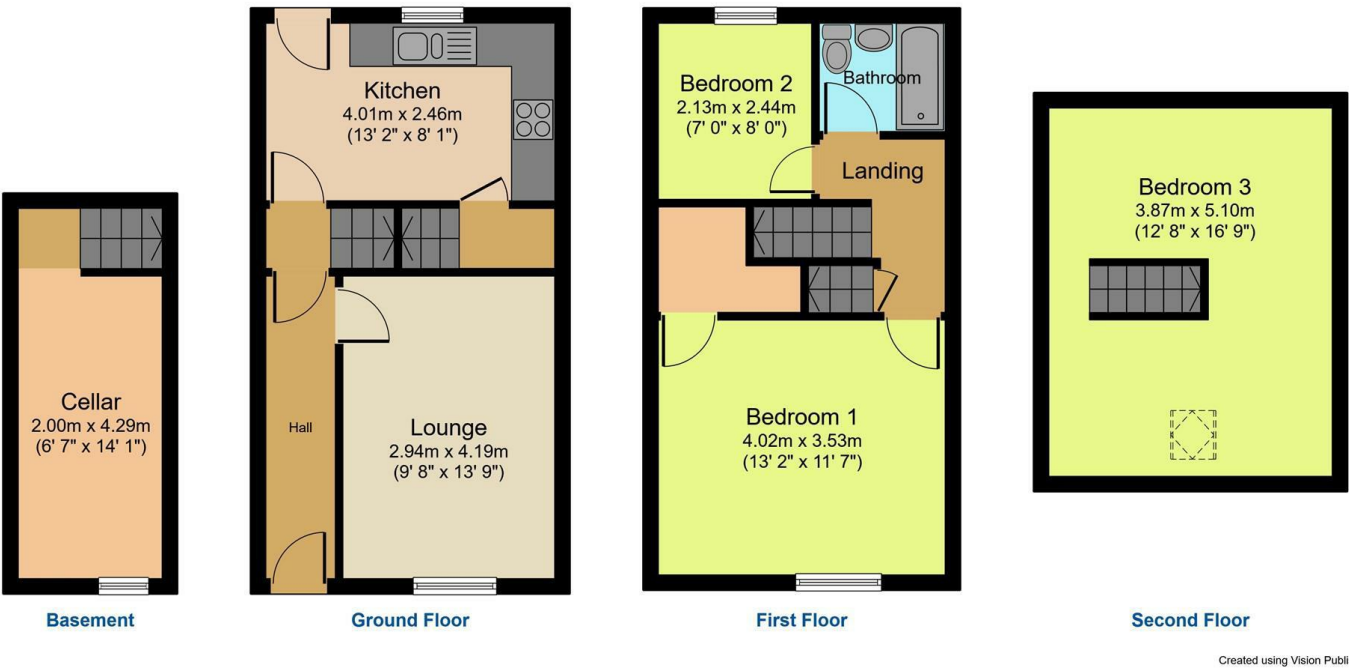 Kitchen
4.01m x 2.46m
(13' 2" x 8' 1")
Bedroom 2
2.13m x 2.44m
(7' 0" x 8' 0")
Bathroom
Landing
Bedroom 3
3.87m x 5.10m
(12' 8" x 16' 9")
Cellar
2.00m x 4.29m
(6' 7" x 14' 1")
Hall
Lounge
2.94m x 4.19m
(9' 8" x 13' 9")
Bedroom 1
4.02m x 3.53m
(13' 2" x 11' 7")
Basement
Ground Floor
First Floor
Second Floor
Created using Vision Publi